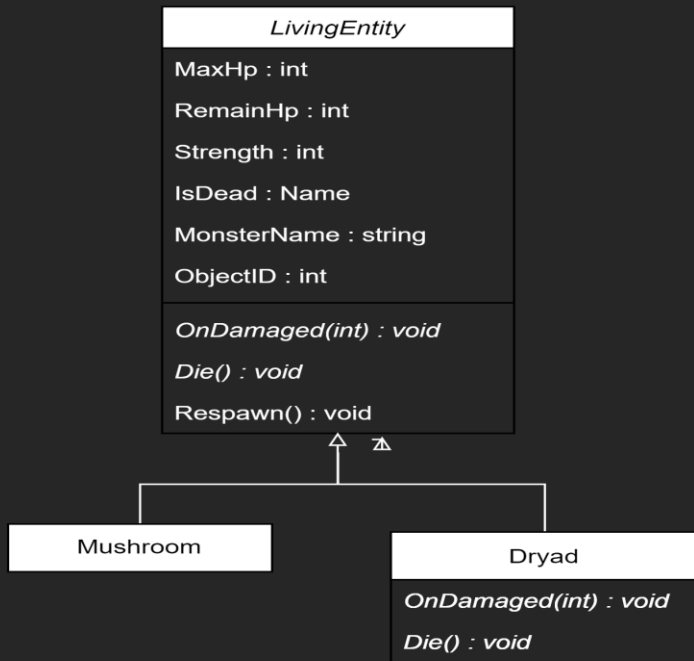 LivingEntity
MaxHp : int
RemainHp : int
Strength : int
IsDead : Name
MonsterName : string
ObjectID : int
OnDamaged(int) : void
Die() : void
Respawn() : void
Mushroom
Dryad
OnDamaged(int) : void
Die() : void